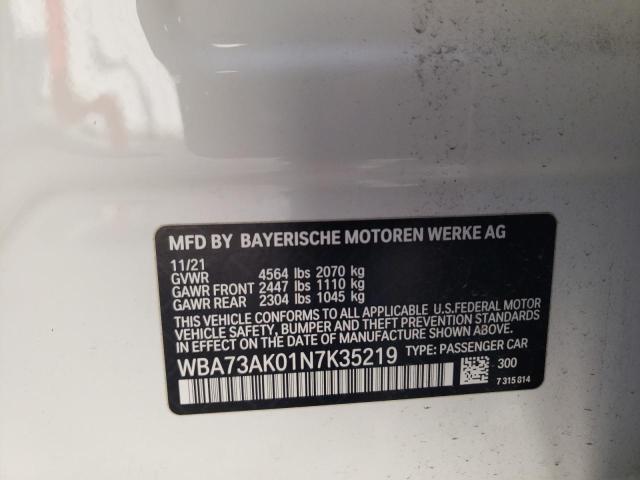 MFD BY BAYERISCHE MOTOREN WERKE AG
11/21
GVWR 4564 lbs 2070 kg
GAWR FRONT 2447 lbs 1110 kg
GAWR REAR 2304 lbs 1045 kg
THIS VEHICLE CONFORMS TO ALL APPLICABLE U.S.FEDERAL MOTOR
VEHICLE SAFETY, BUMPER AND THEFT PREVENTION STANDARDS
IN EFFECT ON THE DATE OF MANUFACTURE SHOWN ABOVE.
WBA73AK01N7K35219 TYPE: PASSENGER CAR
300
7 315 814